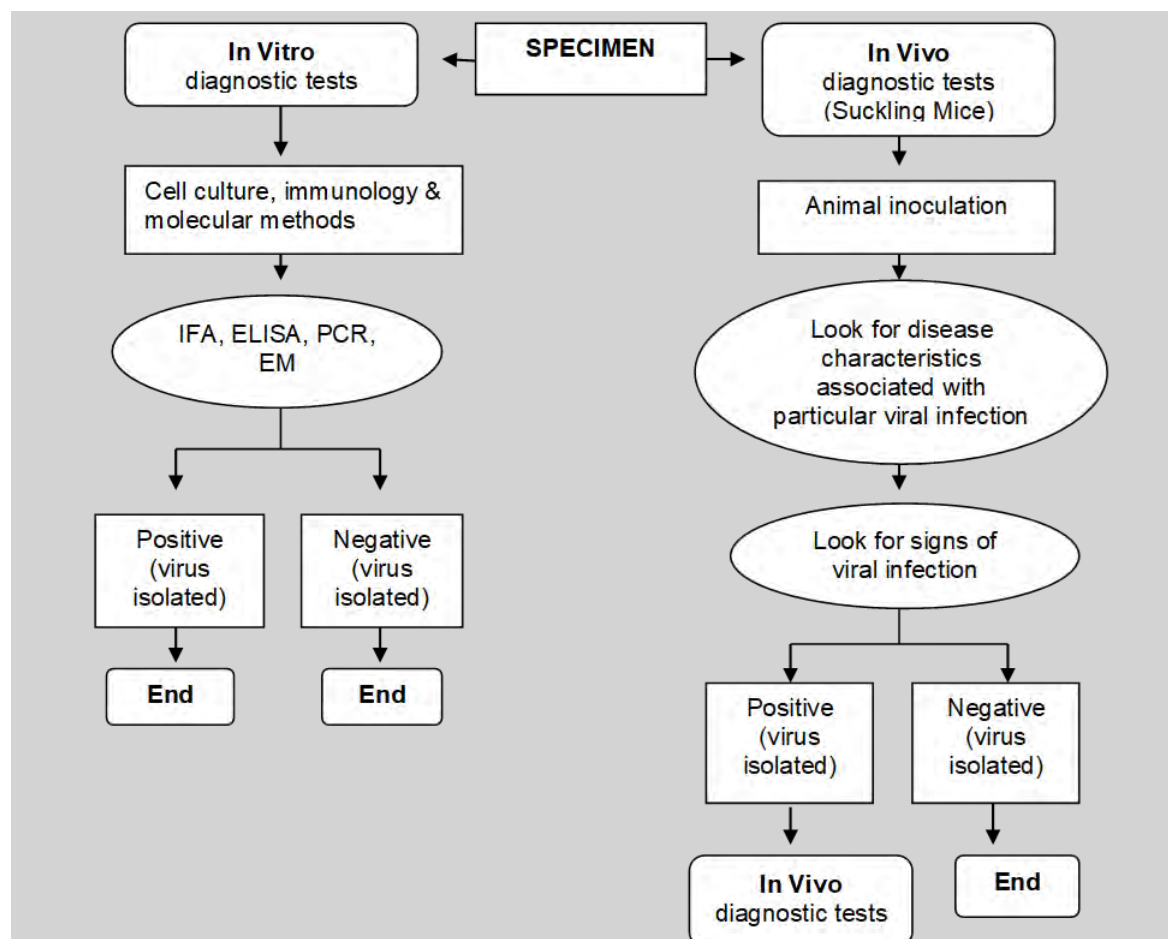 In Vitro
diagnostic tests
SPECIMEN
In Vivo
diagnostic tests
(Suckling Mice)
Cell culture, immunology &
molecular methods
Animal inoculation
IFA, ELISA, PCR,
EM
Look for disease
characteristics
associated with
particular viral infection
Positive
(virus
isolated)
Negative
(virus
isolated)
Look for signs of
viral infection
End
End
Positive
(virus
isolated)
Negative
(virus
isolated)
In Vivo
diagnostic tests
End